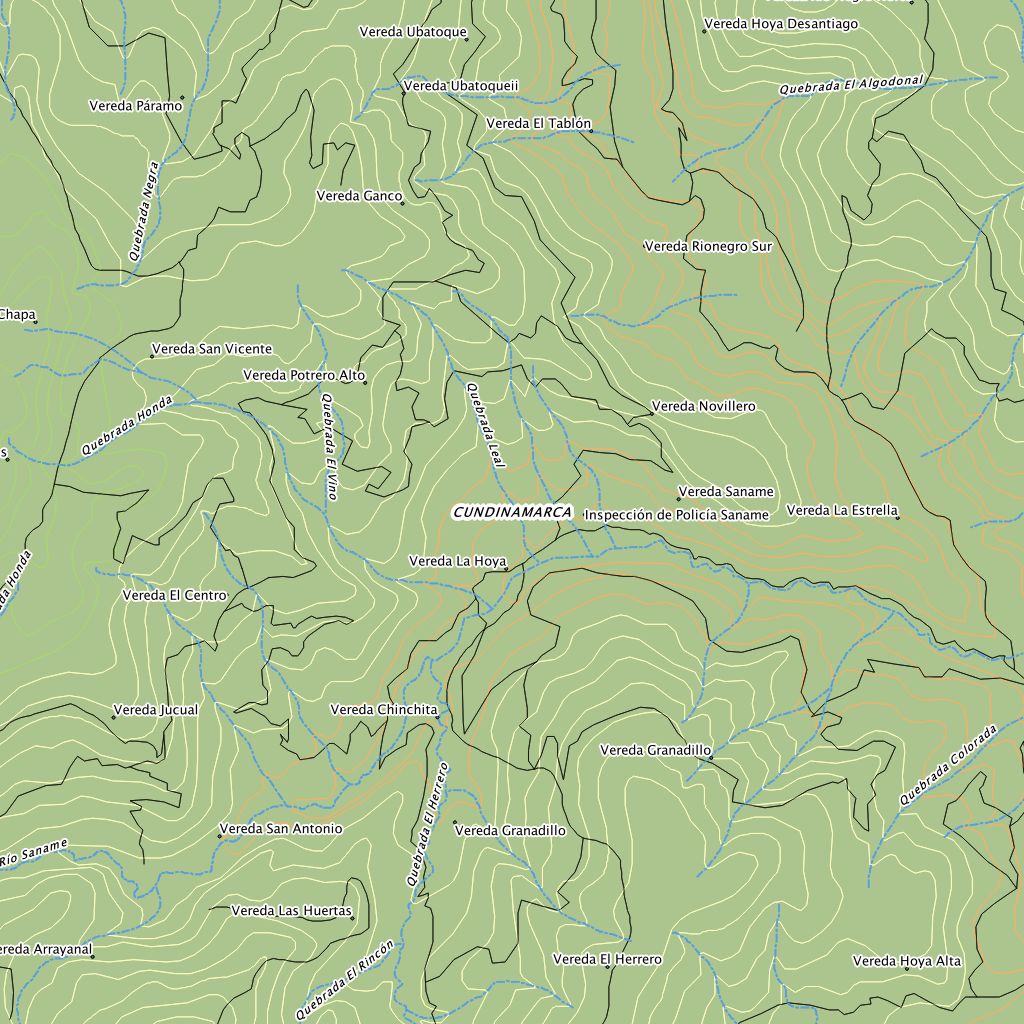 Vereda Hoya Desantiago
Vereda Ubatoque
Quebrada El Algodonal
Vereda Ubatoqueii
Vereda Páramo
Vereda El Tablón
Quebrada Negra
Vereda Ganco
Vereda Rionegro Sur
Chapa
Vereda San Vicente
Vereda Potrero Alto
Vereda Novillero
Quebrada Honda
Quebrada El Vino
Quebrada Leal
s
Vereda Saname
CUNDINAMARCA
Inspección de Policía Saname
Vereda La Estrella
Vereda La Hoya
ada Honda
Vereda El Centro
Vereda Jucual
Vereda Chinchita
Vereda Granadillo
Quebrada Colorada
Quebrada El Herrero
Vereda San Antonio
Vereda Granadillo
Río Saname
Vereda Las Huertas
ereda Arrayanal
Quebrada El Rincón
Vereda El Herrero
Vereda Hoya Alta